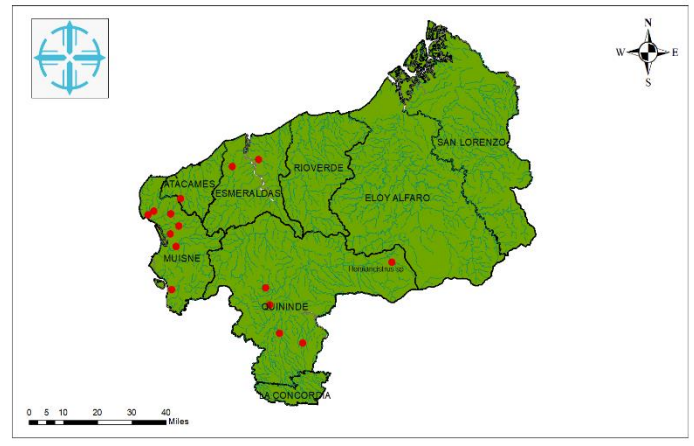 N
W E
S
SAN LORENZO
RIOVERDE
ATACAMES
ESMERALDAS
ELOY ALFARO
MUISNE
QUININDE
LA CONCORDIA
0 5 10 20 30 40
Miles